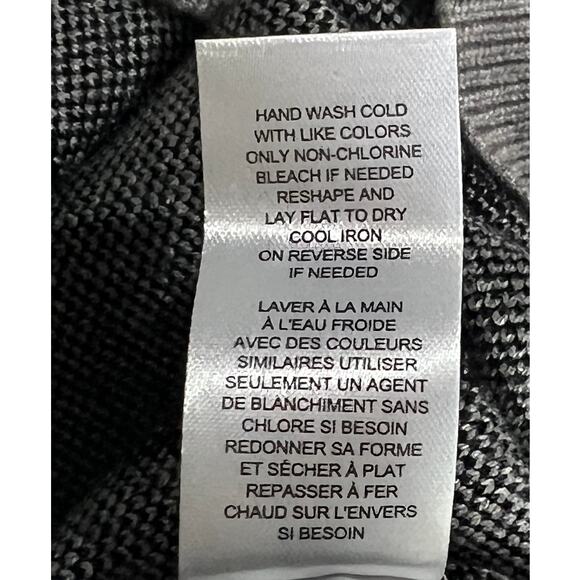 HAND WASH COLD
WITH LIKE COLORS
ONLY NON-CHLORINE
BLEACH IF NEEDED
RESHAPE AND
LAY FLAT TO DRY
COOL IRON
ON REVERSE SIDE
IF NEEDED
LAVER À LA MAIN
À L'EAU FROIDE
AVEC DES COULEURS
SIMILAIRES UTILISER
SEULEMENT UN AGENT
DE BLANCHIMENT SANS
CHLORE SI BESOIN
REDONNER SA FORME
ET SÉCHER À PLAT
REPASSER À FER
CHAUD SUR L'ENVERS
SI BESOIN